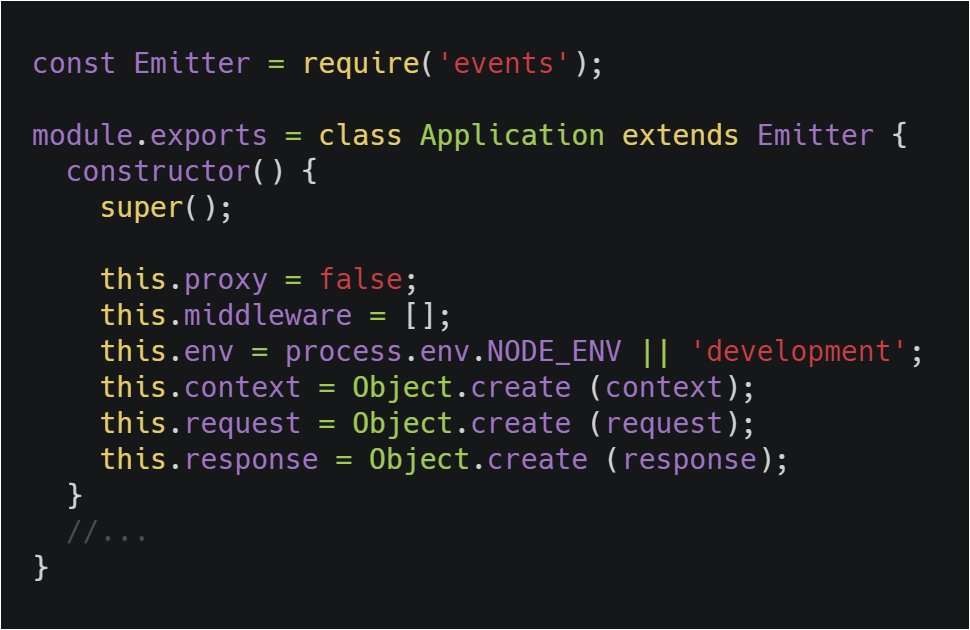 const Emitter = require('events');

module.exports = class Application extends Emitter {
  constructor() {
    super();

    this.proxy = false;
    this.middleware = [];
    this.env = process.env.NODE_ENV || 'development';
    this.context = Object.create (context);
    this.request = Object.create (request);
    this.response = Object.create (response);
  }
  //...
}